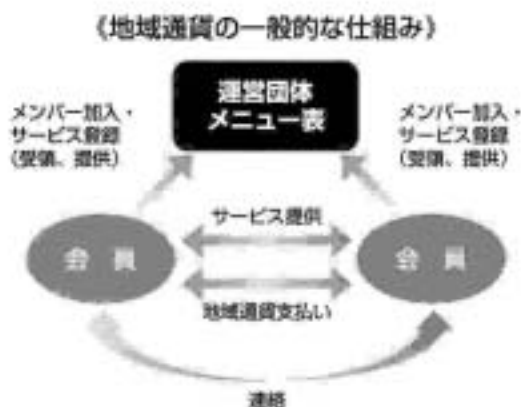 《地域通貨の一般的な仕組み》
運営団体
メニュー表
メンバー加入・
サービス登録
(受領、提供)
メンバー加入・
サービス登録
(受領、提供)
サービス提供
会員
会員
地域通貨支払い
連絡